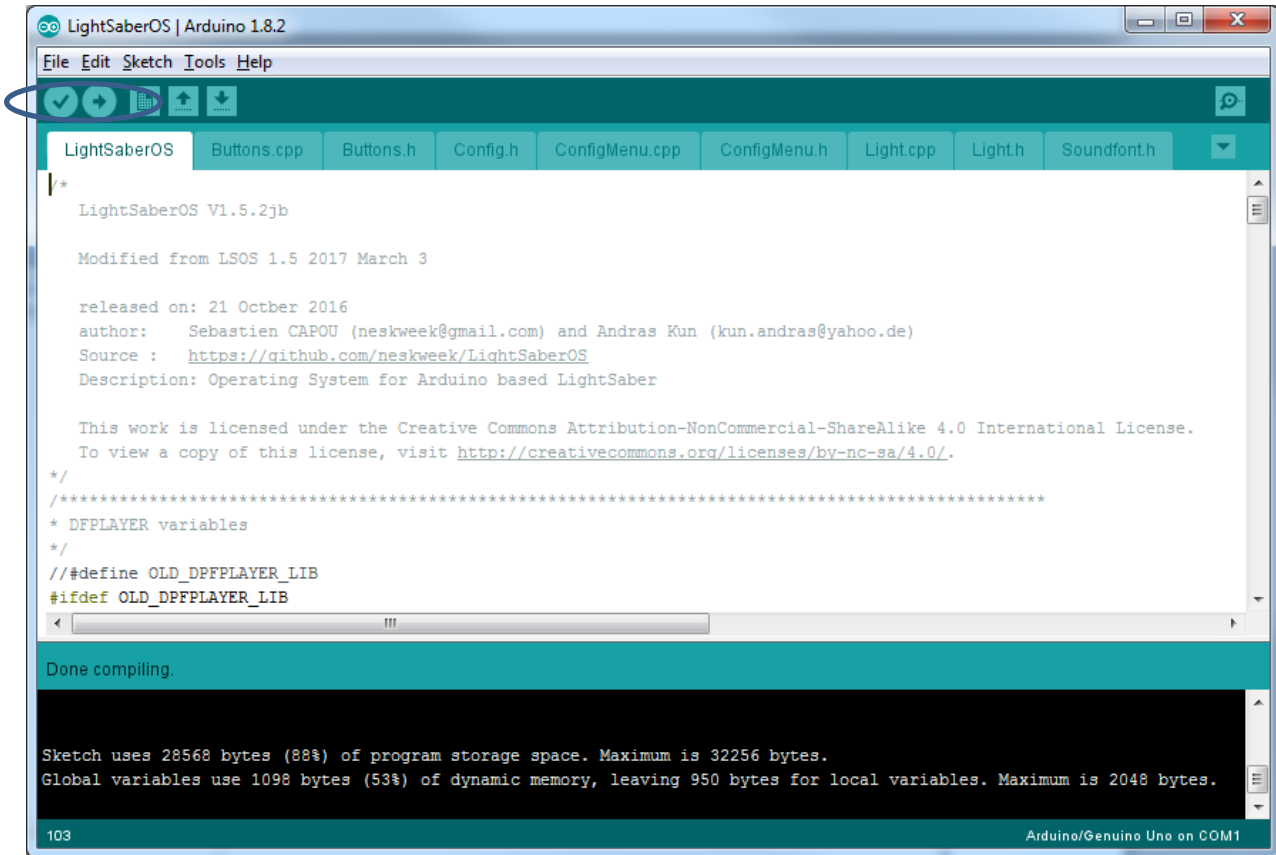 LightSaberOS | Arduino 1.8.2
File Edit Sketch Tools Help
LightSaberOS Buttons.cpp Buttons.h Config.h ConfigMenu.cpp ConfigMenu.h Light.cpp Light.h Soundfont.h
/*
LightSaberOS V1.5.2jb
Modified from LSOS 1.5 2017 March 3
released on: 21 Octber 2016
author: Sebastien CAPOU (neskweek@gmail.com) and Andras Kun (kun.andras@yahoo.de)
Source : https://github.com/neskweek/LightSaberOS
Description: Operating System for Arduino based LightSaber
This work is licensed under the Creative Commons Attribution-NonCommercial-ShareAlike 4.0 International License.
To view a copy of this license, visit http://creativecommons.org/licenses/by-nc-sa/4.0/.
*/
/***************************************************************************************************
* DFPLAYER variables
*/
//#define OLD_DPFPLAYER_LIB
#ifdef OLD_DPFPLAYER_LIB
Done compiling.
Sketch uses 28568 bytes (88%) of program storage space. Maximum is 32256 bytes.
Global variables use 1098 bytes (53%) of dynamic memory, leaving 950 bytes for local variables. Maximum is 2048 bytes.
103 Arduino/Genuino Uno on COM1